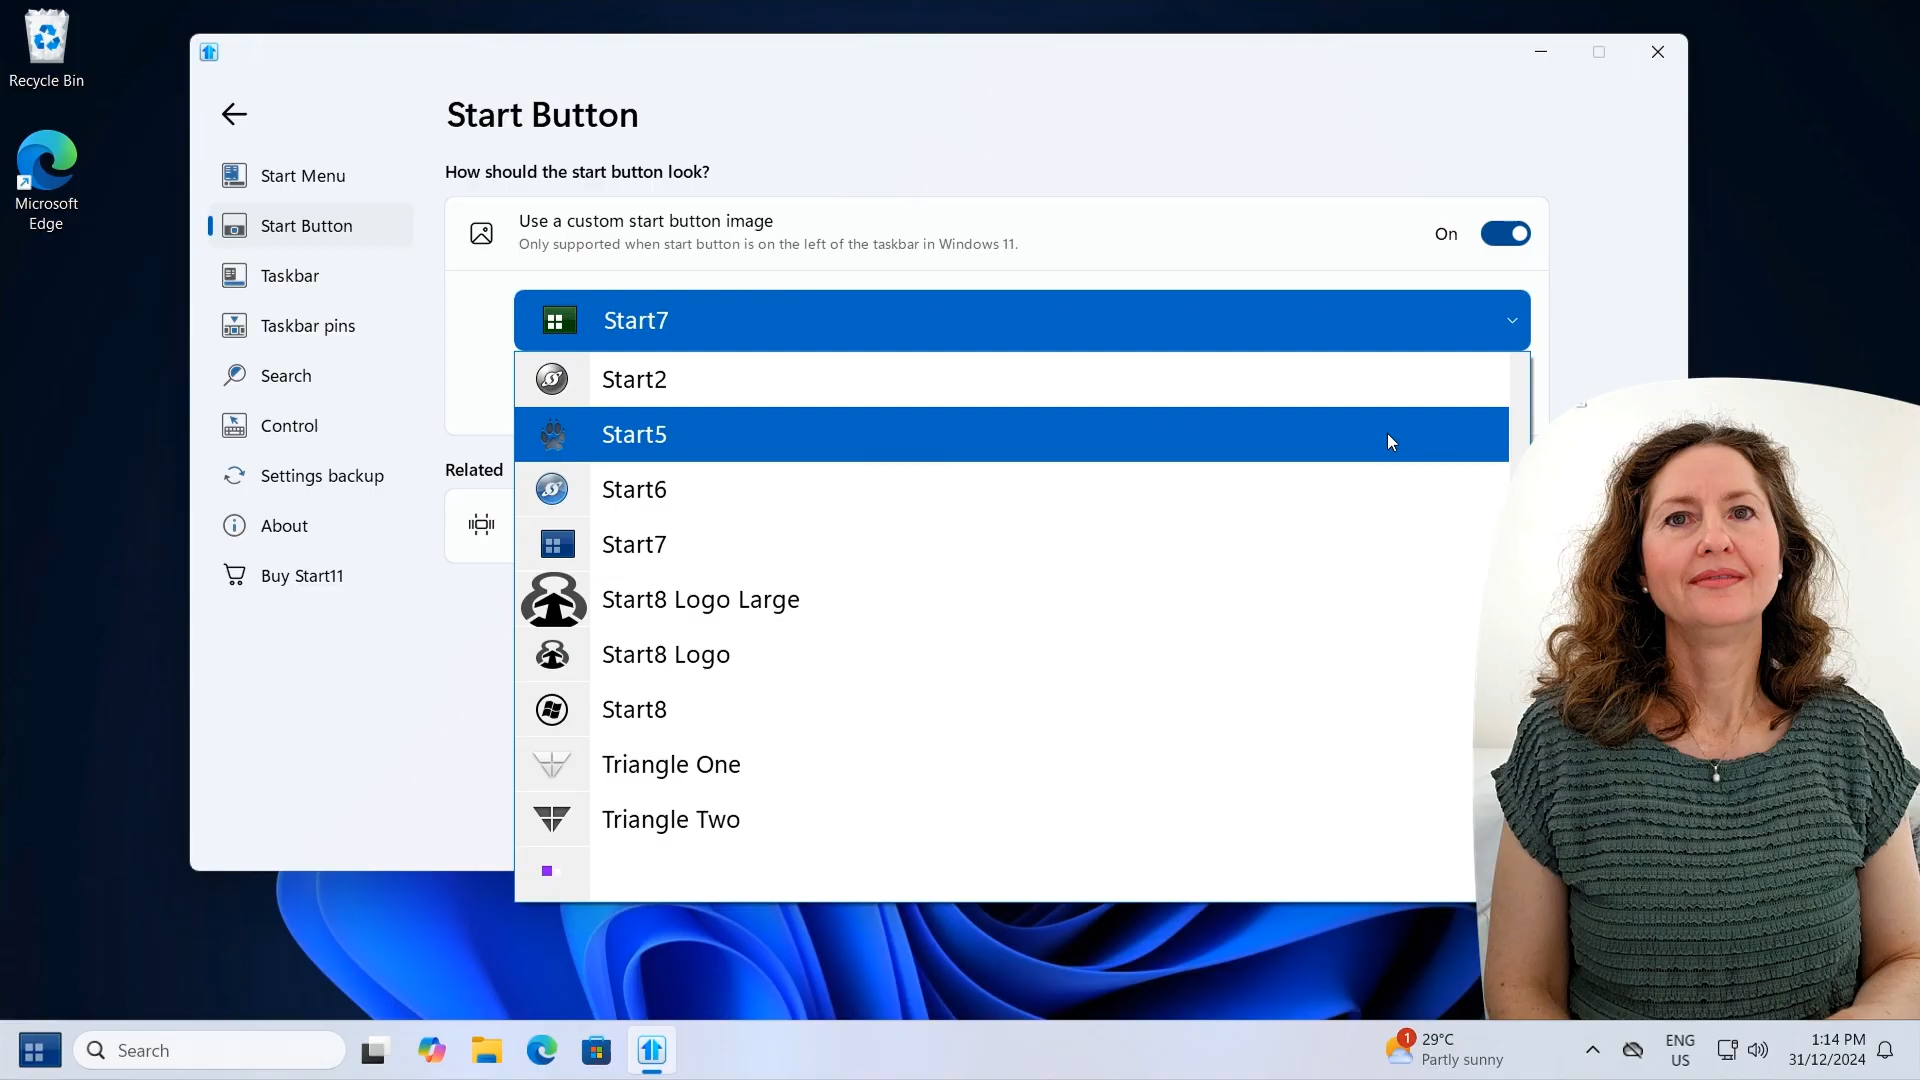 Recycle Bin
Microsoft
Edge
Start Button
How should the start button look?
Start Menu
Start Button
Taskbar
Taskbar pins
Search
Control
Settings backup
About
Buy Start11
Use a custom start button image
Only supported when start button is on the left of the taskbar in Windows 11.
On
Start7
Start2
Start5
Start6
Start7
Start8 Logo Large
Start8 Logo
Start8
Triangle One
Triangle Two
Related
Search
1
29°C
Partly sunny
ENG
US
1:14 PM
31/12/2024